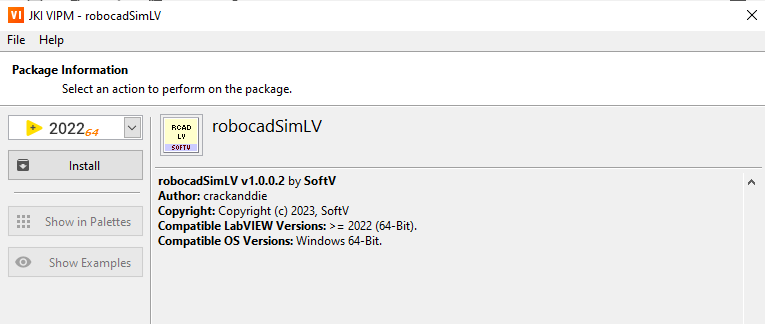 VI JKI VIPM - robocadSimLV
File Help
Package Information
Select an action to perform on the package.
2022 64
Install
Show in Palettes
Show Examples
RCAD
LV
SOFTV
robocadSimLV
robocadSimLV v1.0.0.2 by SoftV
Author: crackanddie
Copyright: Copyright (c) 2023, SoftV
Compatible LabVIEW Versions: >= 2022 (64-Bit).
Compatible OS Versions: Windows 64-Bit.